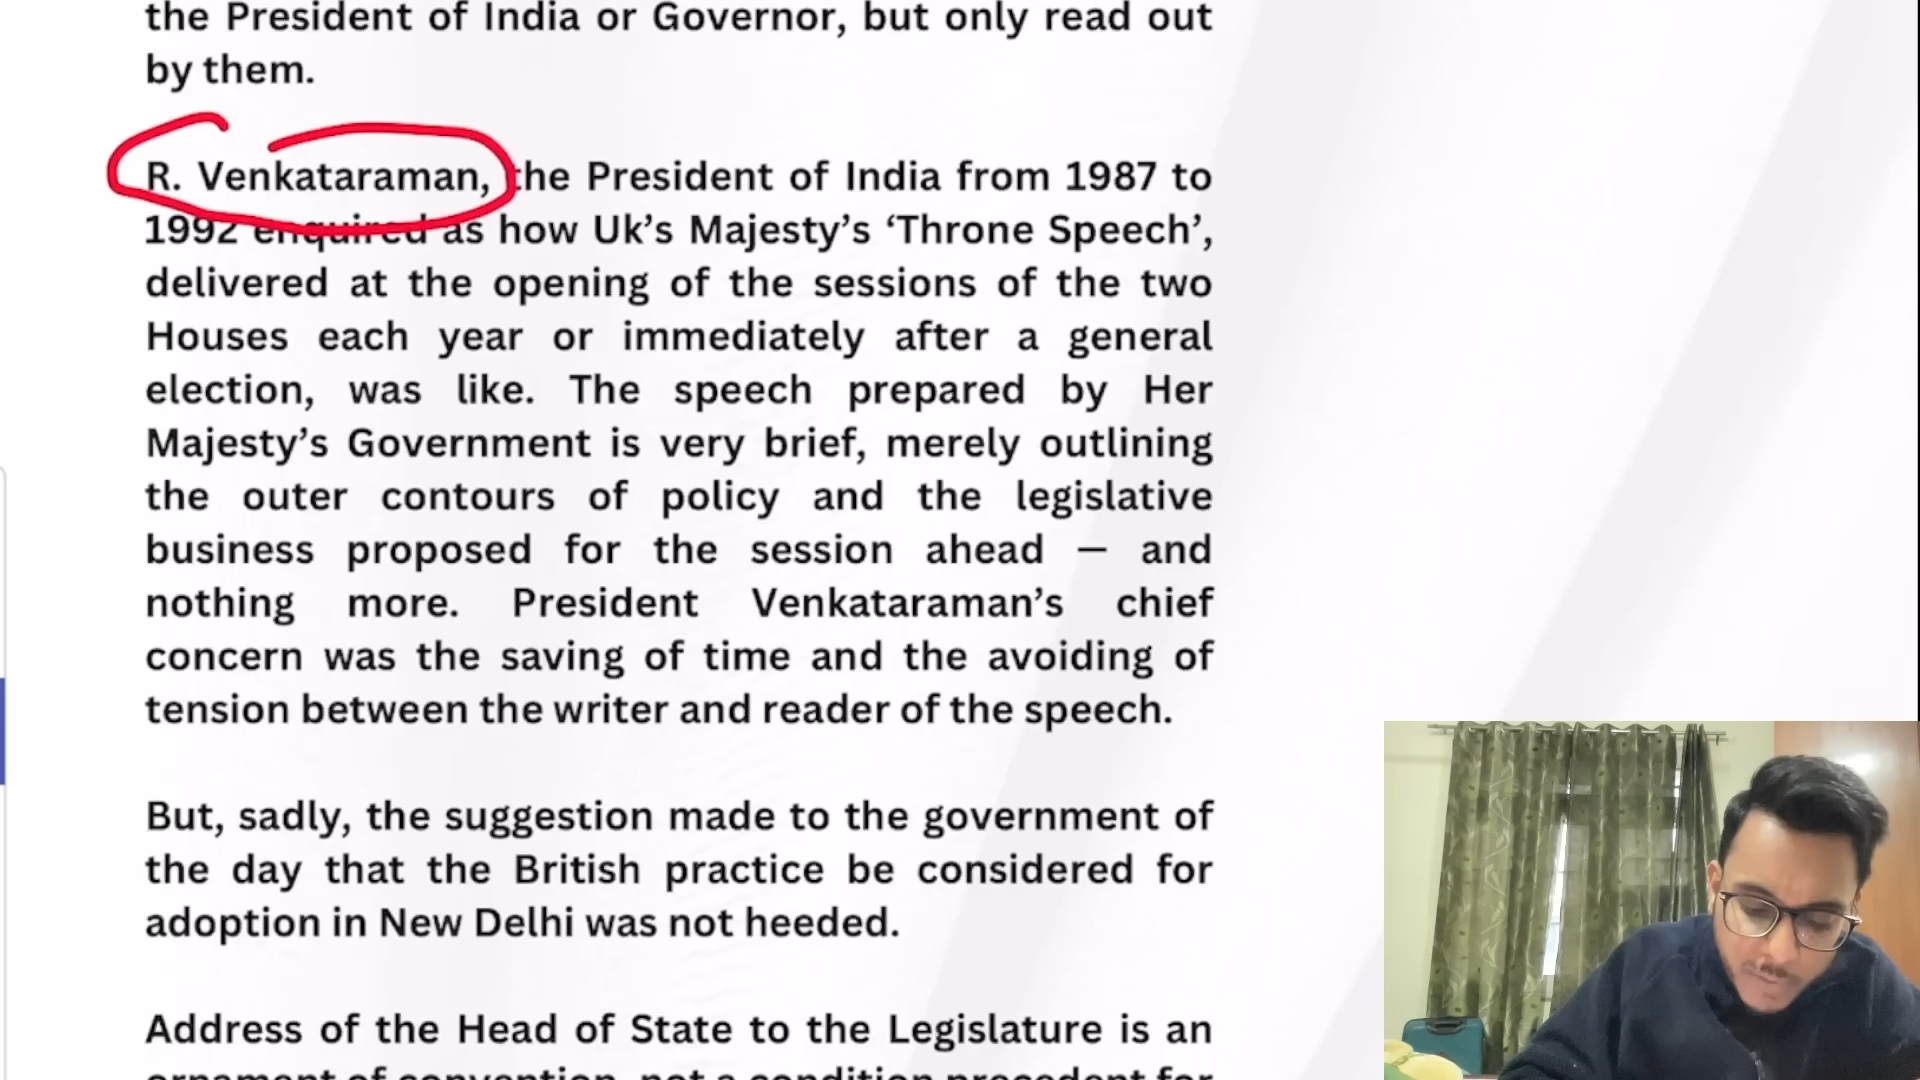 the President of India or Governor, but only read out
by them.
R. Venkataraman, the President of India from 1987 to
1992 enquired as how Uk's Majesty's ‘Throne Speech’,
delivered at the opening of the sessions of the two
Houses each year or immediately after a general
election, was like. The speech prepared by Her
Majesty’s Government is very brief, merely outlining
the outer contours of policy and the legislative
business proposed for the session ahead — and
nothing more. President Venkataraman’s chief
concern was the saving of time and the avoiding of
tension between the writer and reader of the speech.
But, sadly, the suggestion made to the government of
the day that the British practice be considered for
adoption in New Delhi was not heeded.
Address of the Head of State to the Legislature is an
ornament of convention, not a condition precedent for